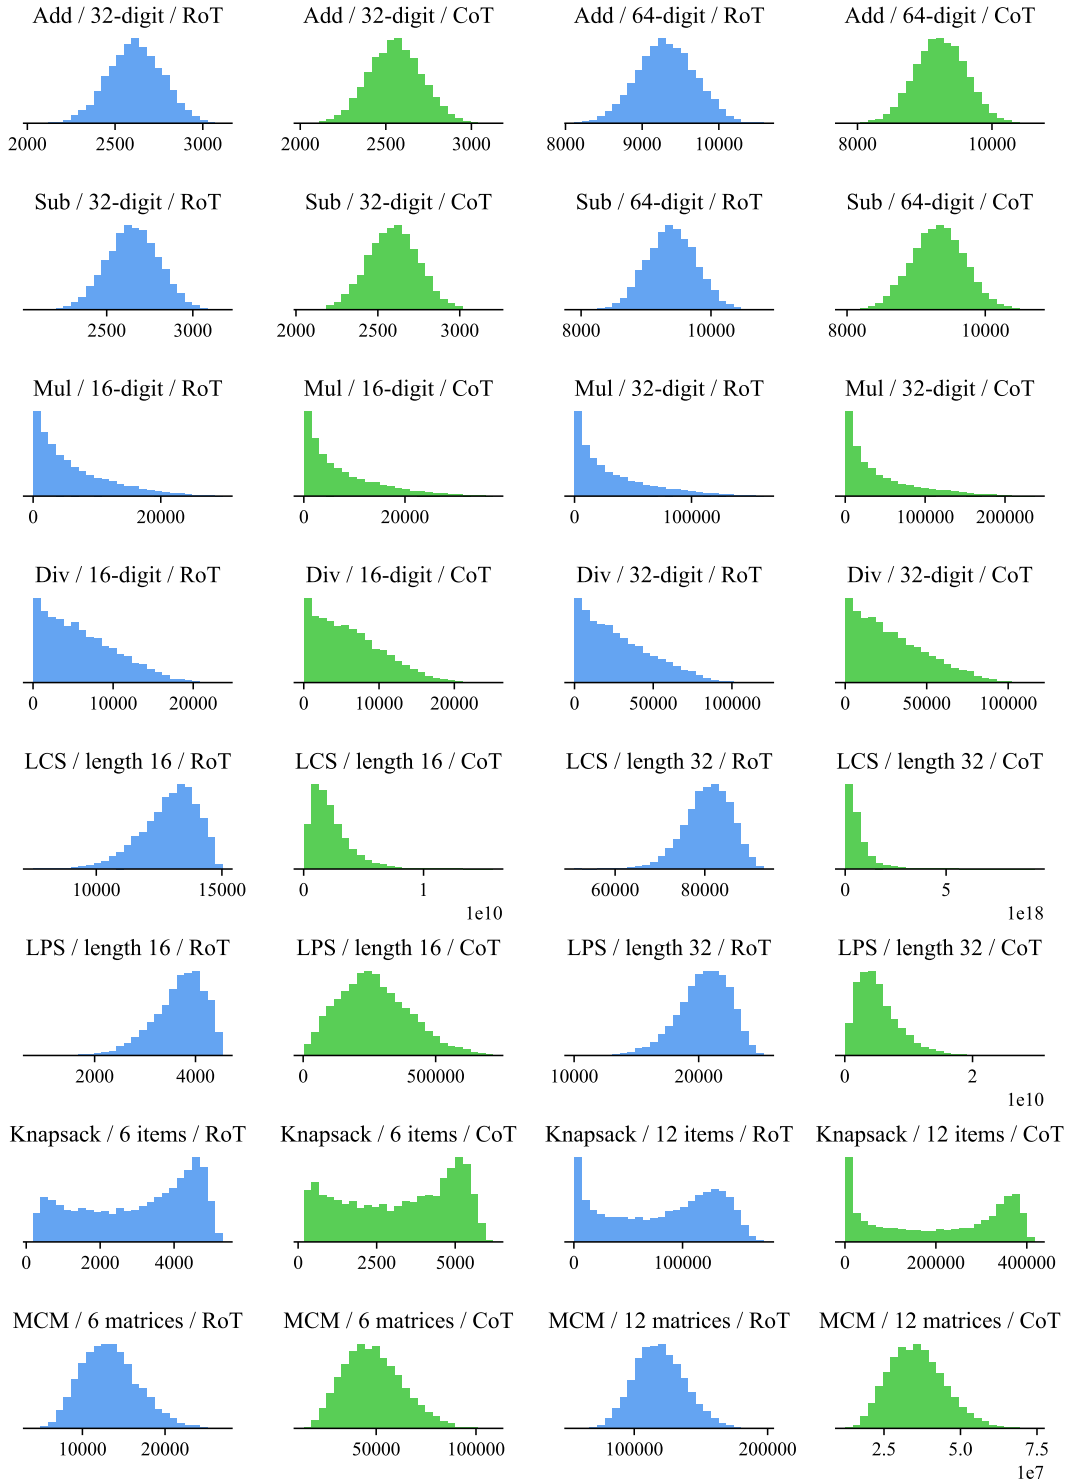 Add / 32-digit / RoT Add / 32-digit / CoT Add / 64-digit / RoT Add / 64-digit / CoT
2000 2500 3000 2000 2500 3000 8000 9000 10000 8000 10000
Sub / 32-digit / RoT Sub / 32-digit / CoT Sub / 64-digit / RoT Sub / 64-digit / CoT
2500 3000 2000 2500 3000 8000 10000 8000 10000
Mul / 16-digit / RoT Mul / 16-digit / CoT Mul / 32-digit / RoT Mul / 32-digit / CoT
0 20000 0 20000 0 100000 0 100000 200000
Div / 16-digit / RoT Div / 16-digit / CoT Div / 32-digit / RoT Div / 32-digit / CoT
0 10000 20000 0 10000 20000 0 50000 100000 0 50000 100000
LCS / length 16 / RoT LCS / length 16 / CoT LCS / length 32 / RoT LCS / length 32 / CoT
10000 15000 0 1 60000 80000 0 5
1e10 1e18
LPS / length 16 / RoT LPS / length 16 / CoT LPS / length 32 / RoT LPS / length 32 / CoT
2000 4000 0 500000 10000 20000 0 2
1e10
Knapsack / 6 items / RoT Knapsack / 6 items / CoT Knapsack / 12 items / RoT Knapsack / 12 items / CoT
0 2000 4000 0 2500 5000 0 100000 0 200000 400000
MCM / 6 matrices / RoT MCM / 6 matrices / CoT MCM / 12 matrices / RoT MCM / 12 matrices / CoT
10000 20000 50000 100000 100000 200000 2.5 5.0 7.5
1e7